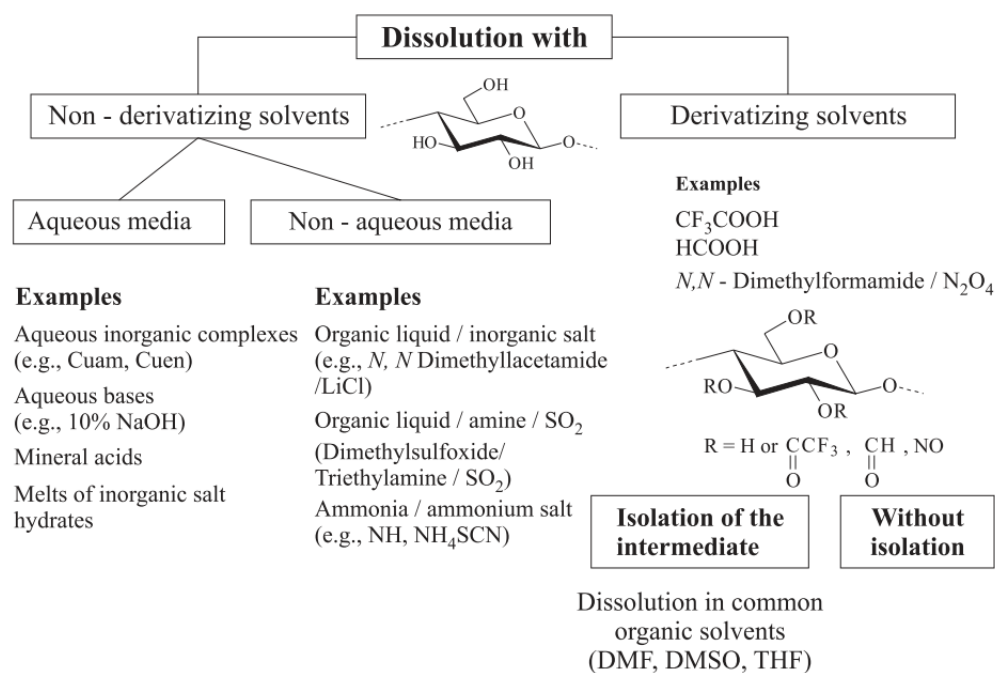 Dissolution with
Non - derivatizing solvents
Derivatizing solvents
OH
O
HO
OH
O
Aqueous media
Non - aqueous media
Examples
Aqueous inorganic complexes
(e.g., Cuam, Cuen)
Aqueous bases
(e.g., 10% NaOH)
Mineral acids
Melts of inorganic salt
hydrates
Examples
Organic liquid / inorganic salt
(e.g., N, N Dimethyllacetamide
/LiCl)
Organic liquid / amine / SO₂
(Dimethylsulfoxide/
Triethylamine / SO₂)
Ammonia / ammonium salt
(e.g., NH, NH₄SCN)
Examples
CF₃COOH
HCOOH
N,N - Dimethylformamide / N₂O₄
OR
O
RO
OR
O
R = H or CCF₃ , CH , NO
O O
Isolation of the
intermediate
Without
isolation
Dissolution in common
organic solvents
(DMF, DMSO, THF)